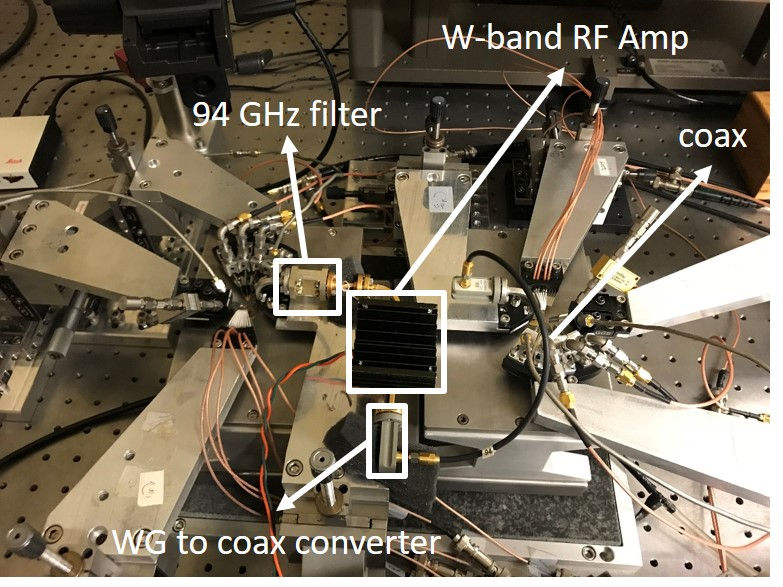 W-band RF Amp
94 GHz filter
coax
WG to coax converter